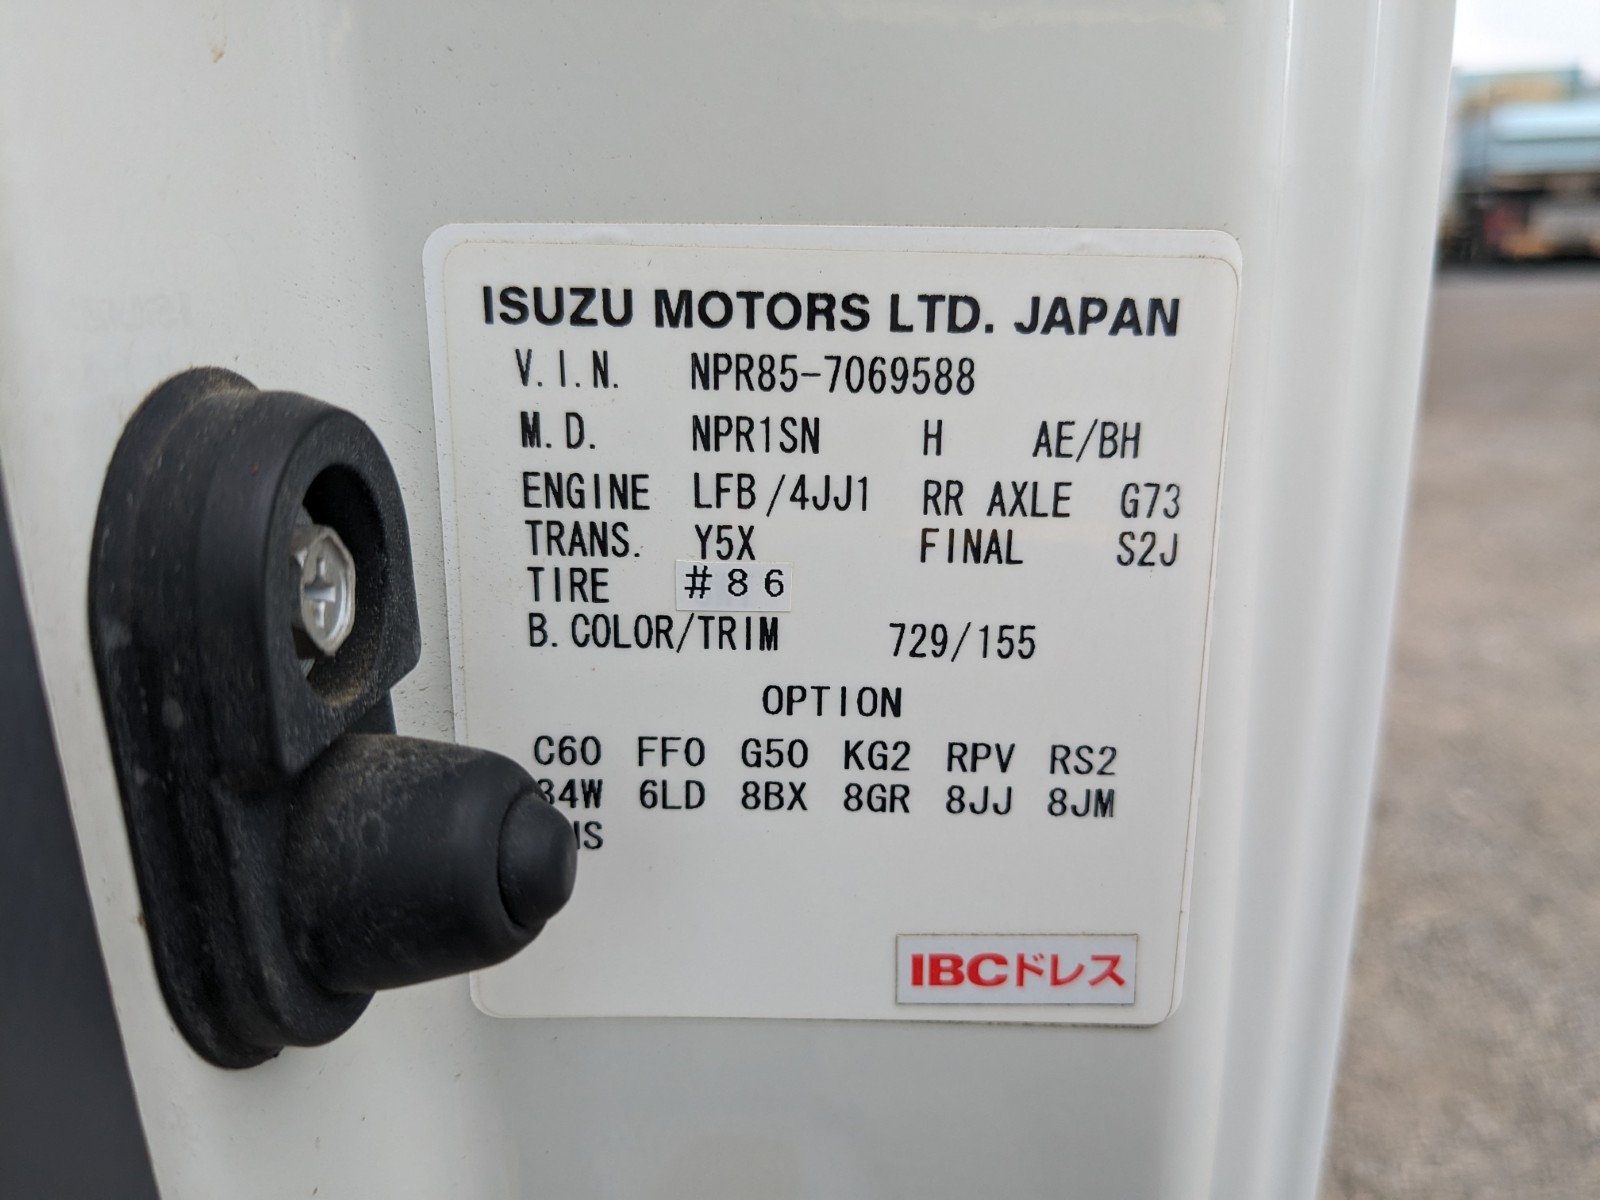 ISUZU MOTORS LTD. JAPAN
V.I.N. NPR85-7069588
M.D. NPR1SN H AE/BH
ENGINE LFB/4JJ1 RR AXLE G73
TRANS. Y5X FINAL S2J
TIRE #86
B.COLOR/TRIM 729/155
OPTION
C60 FF0 G50 KG2 RPV RS2
6LD 8BX 8GR 8JJ 8JM
IBCドレス